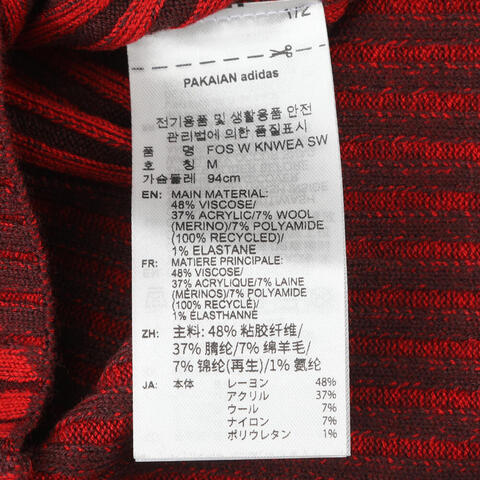 1/2
PAKAIAN adidas
전기용품 및 생활용품 안전
관리법에 의한 품질표시
품 명 FOS W KNWEA SW
호 칭 M
가슴둘레 94cm
EN: MAIN MATERIAL:
48% VISCOSE/
37% ACRYLIC/7% WOOL
(MERINO)/7% POLYAMIDE
(100% RECYCLED)/
1% ELASTANE
FR: MATIERE PRINCIPALE:
48% VISCOSE/
37% ACRYLIQUE/7% LAINE
(MÉRINOS)/7% POLYAMIDE
(100% RECYCLÉ)/
1% ÉLASTHANNE
ZH: 主料: 48% 粘胶纤维/
37% 腈纶/7% 绵羊毛/
7% 锦纶(再生)/1% 氨纶
JA: 本体 レーヨン 48%
アクリル 37%
ウール 7%
ナイロン 7%
ポリウレタン 1%